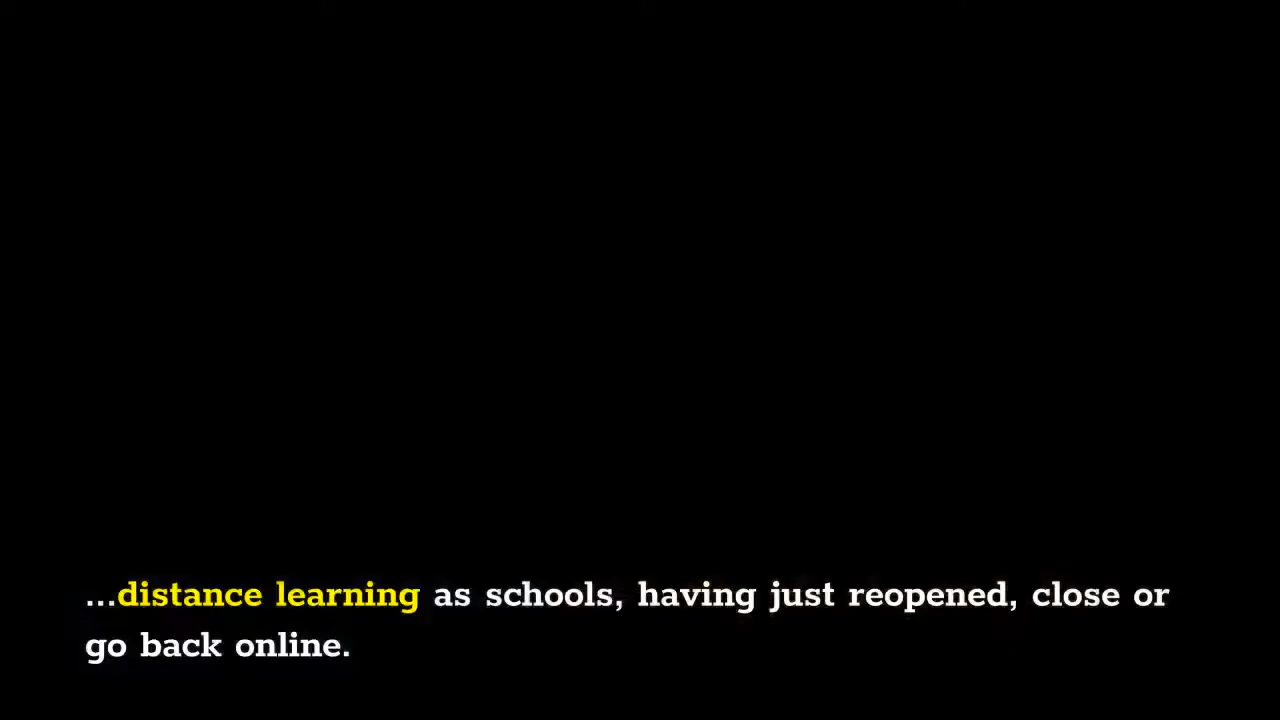 ...distance learning as schools, having just reopened, close or
go back online.